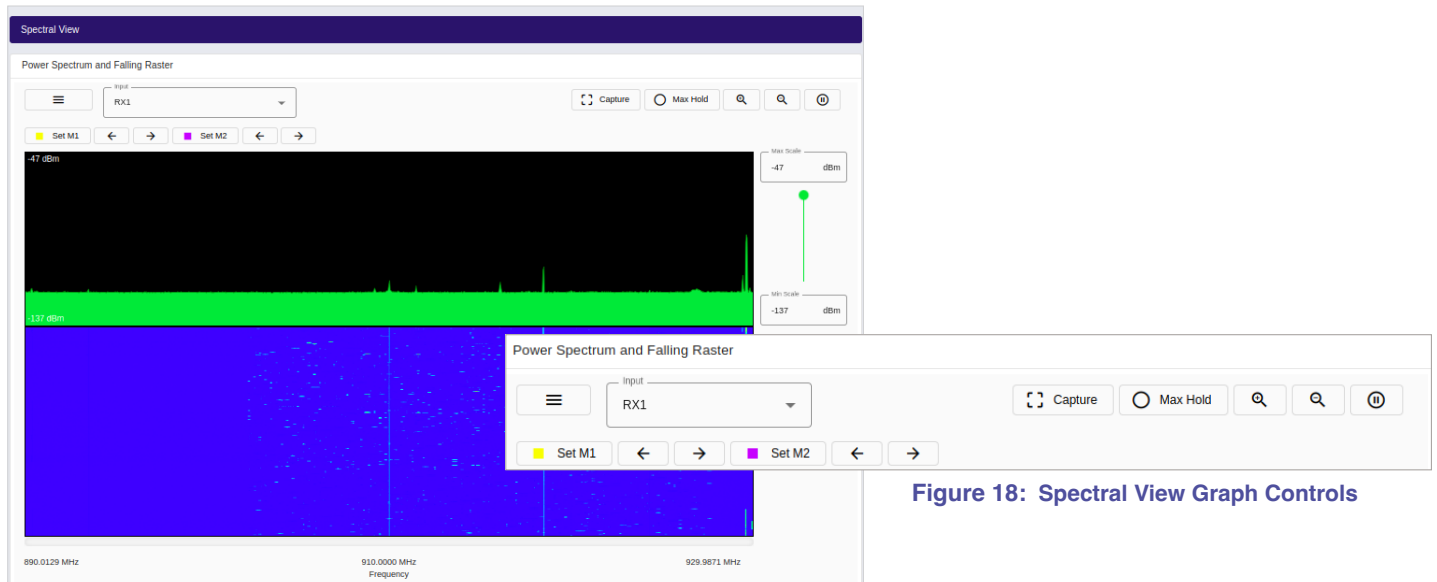 Spectral View
Power Spectrum and Falling Raster
Input
RX1
Capture
Max Hold
Set M1
Set M2
-47 dBm
Max Scale
-47 dBm
-137 dBm
Min Scale
-137 dBm
890.0129 MHz
910.0000 MHz
929.9871 MHz
Frequency
Power Spectrum and Falling Raster
Input
RX1
Capture
Max Hold
Set M1
Set M2
Figure 18: Spectral View Graph Controls